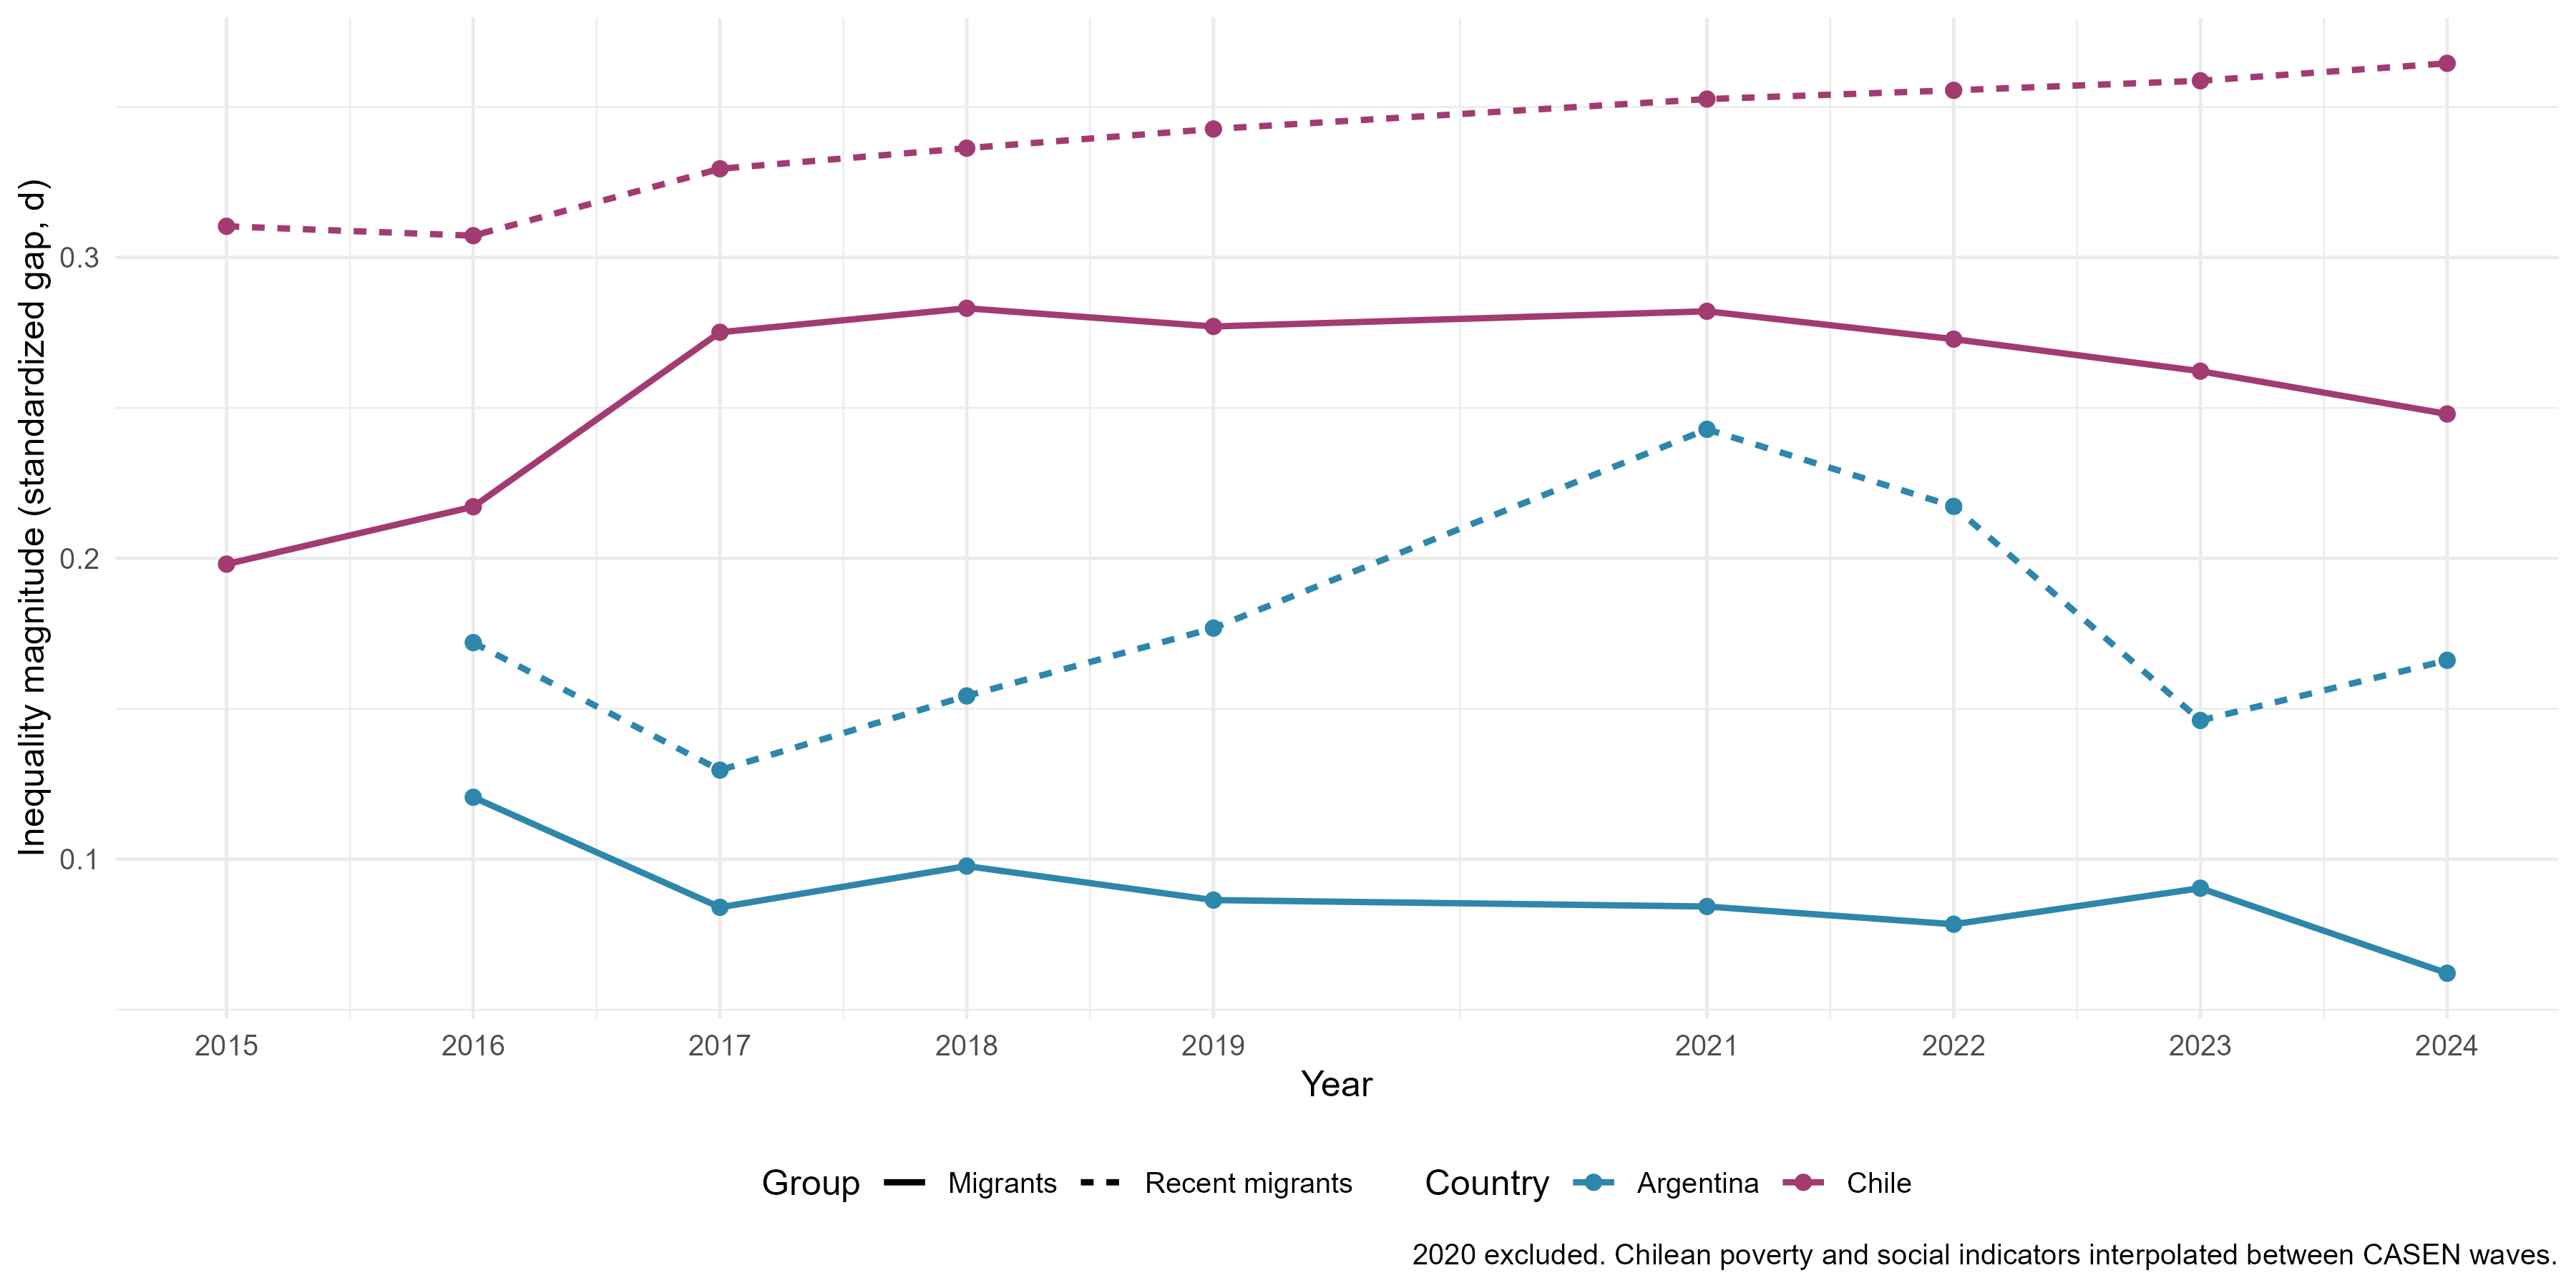 Inequality magnitude (standardized gap, d)
0.3
0.2
0.1
2015 2016 2017 2018 2019 2021 2022 2023 2024
Year
Group Migrants Recent migrants Country Argentina Chile
2020 excluded. Chilean poverty and social indicators interpolated between CASEN waves.